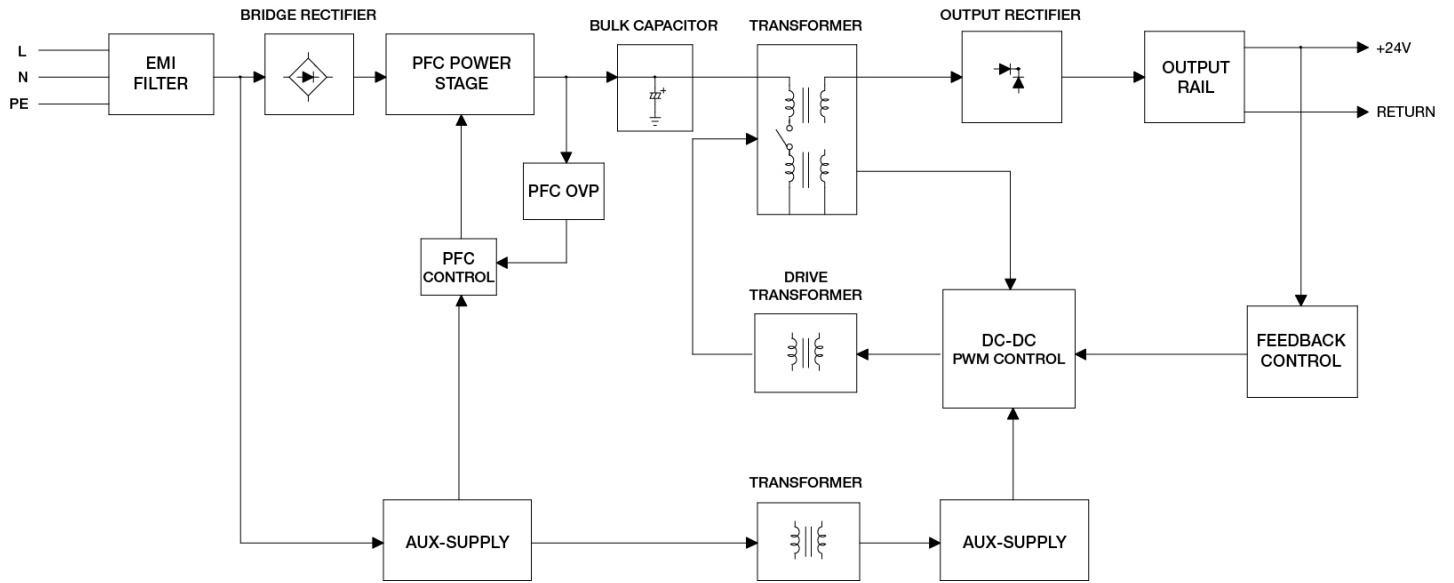 BRIDGE RECTIFIER
BULK CAPACITOR
TRANSFORMER
OUTPUT RECTIFIER
L
N
PE
EMI
FILTER
PFC POWER
STAGE
OUTPUT
RAIL
+24V
RETURN
PFC OVP
PFC
CONTROL
DRIVE
TRANSFORMER
DC-DC
PWM CONTROL
FEEDBACK
CONTROL
TRANSFORMER
AUX-SUPPLY
AUX-SUPPLY